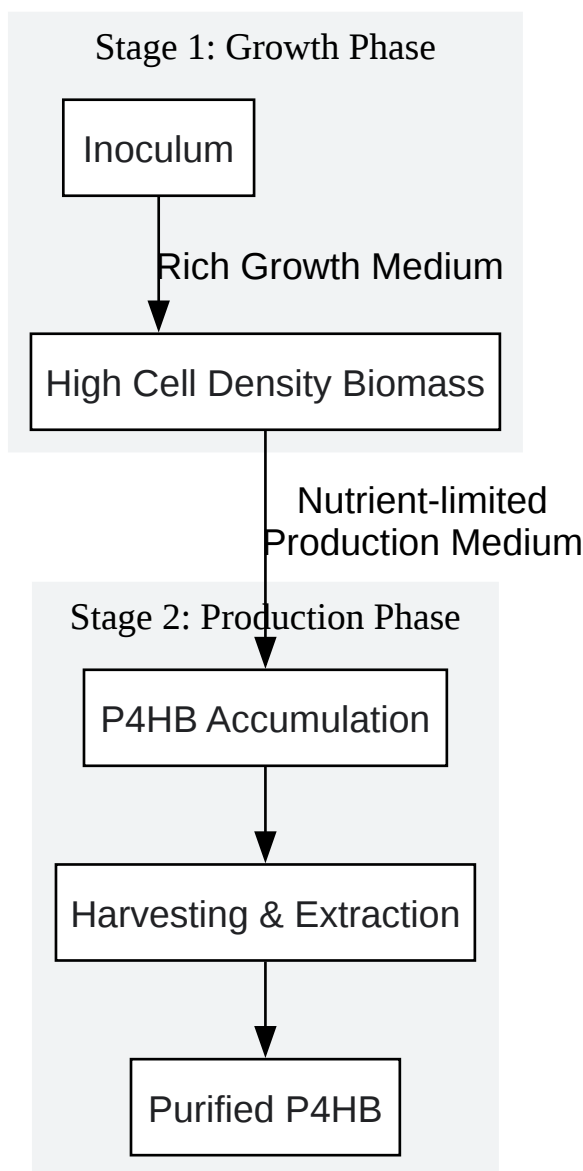 Stage 1: Growth Phase
Inoculum
Rich Growth Medium
High Cell Density Biomass
Nutrient-limited
Production Medium
Stage 2: Production Phase
P4HB Accumulation
Harvesting & Extraction
Purified P4HB